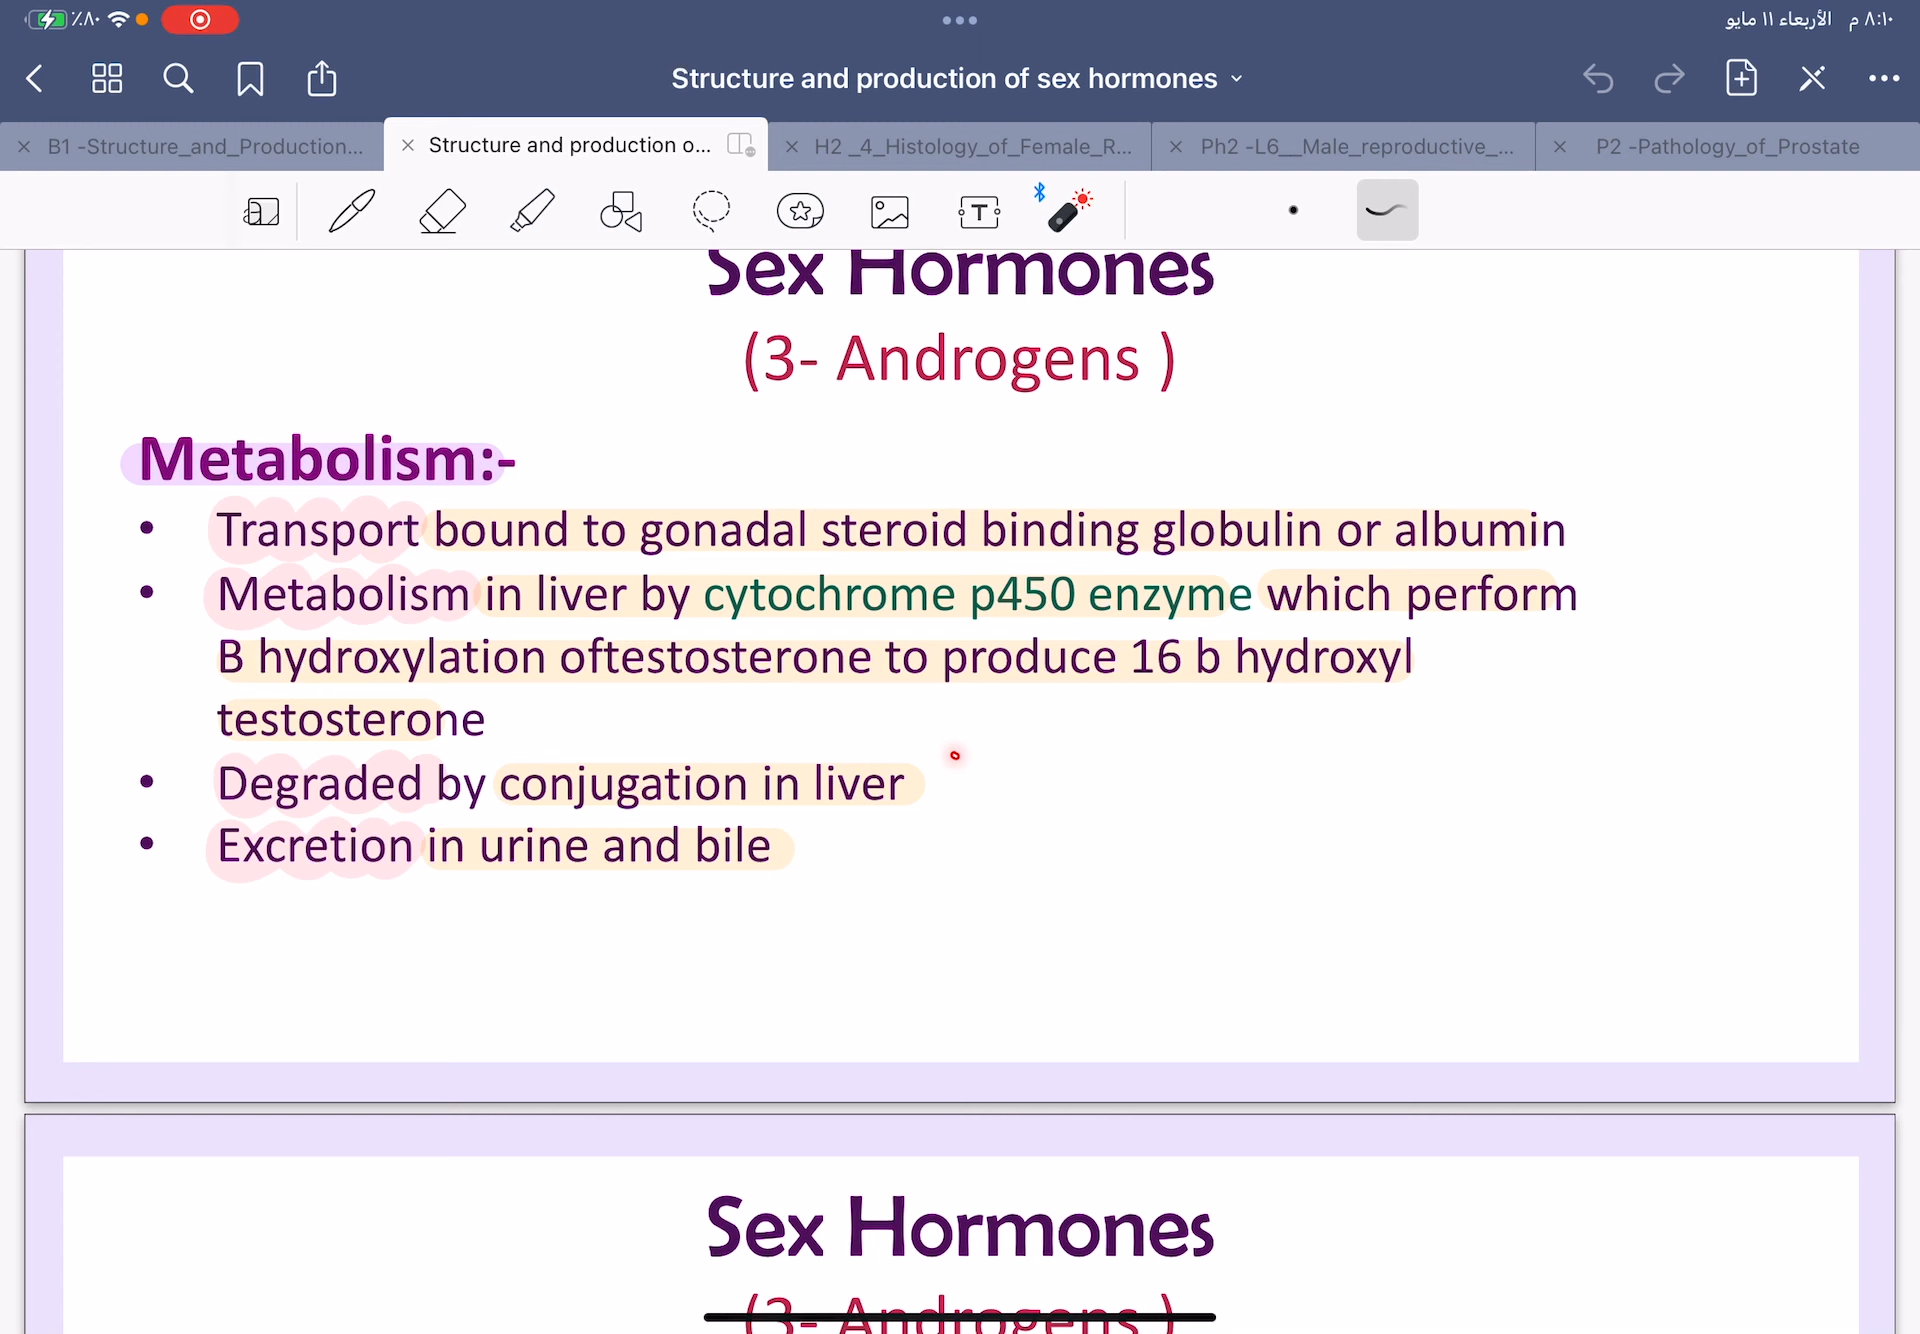 ٪٨٠
٨:١٠ م الأربعاء ١١ مايو
Structure and production of sex hormones
B1 -Structure_and_Production...
Structure and production o...
H2 _4_Histology_of_Female_R...
Ph2 -L6__Male_reproductive_...
P2 -Pathology_of_Prostate
Sex Hormones
(3- Androgens )
Metabolism:-
• Transport bound to gonadal steroid binding globulin or albumin
• Metabolism in liver by cytochrome p450 enzyme which perform
B hydroxylation oftestosterone to produce 16 b hydroxyl
testosterone
• Degraded by conjugation in liver
• Excretion in urine and bile
Sex Hormones
(3- Androgens )